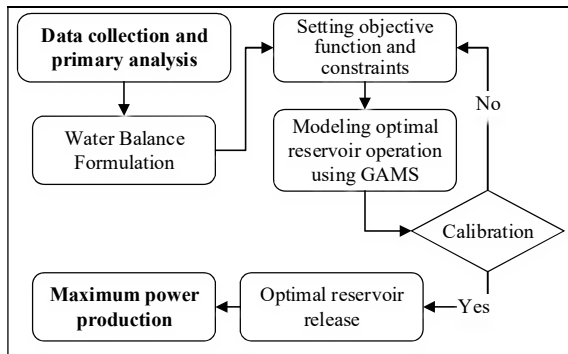 Data collection and
primary analysis
Water Balance
Formulation
Setting objective
function and
constraints
Modeling optimal
reservoir operation
using GAMS
No
Calibration
Yes
Optimal reservoir
release
Maximum power
production